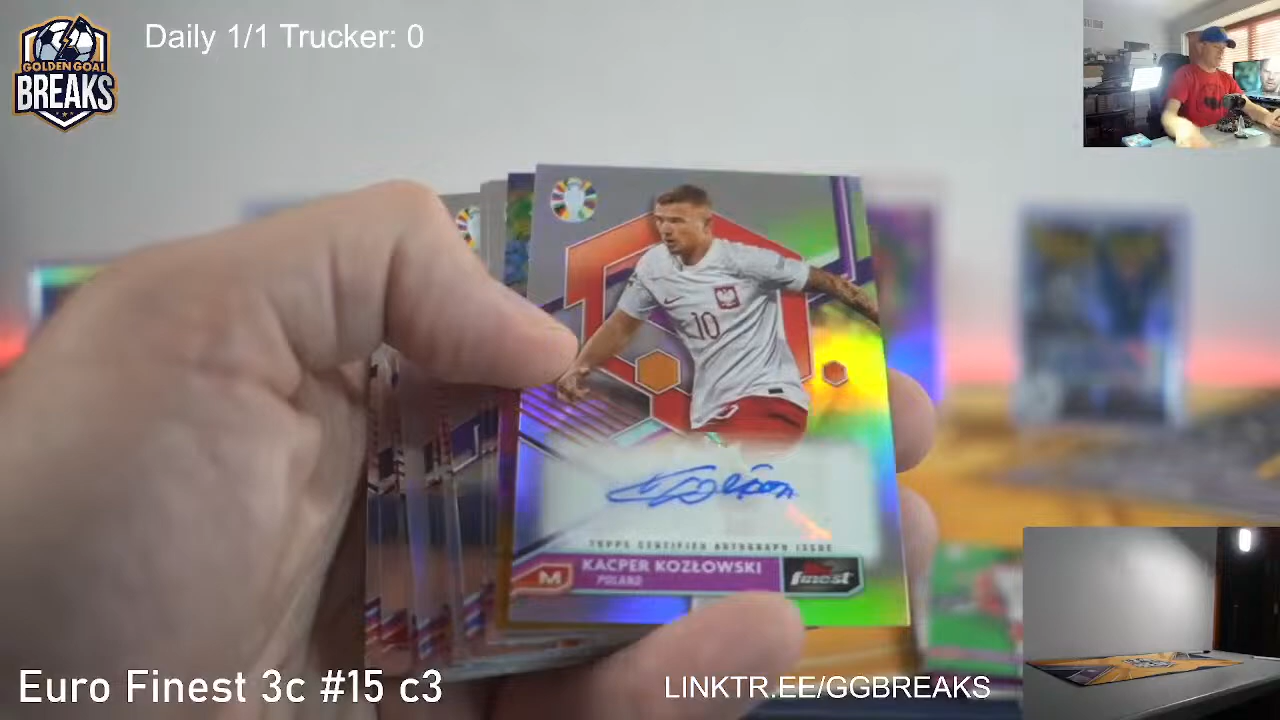 GOLDEN GOAL
BREAKS
Daily 1/1 Trucker: 0
10
TOPPS CERTIFIED AUTOGRAPH ISSUE
M
KACPER KOZŁOWSKI
POLAND
finest
Euro Finest 3c #15 c3
LINKTR.EE/GGBREAKS